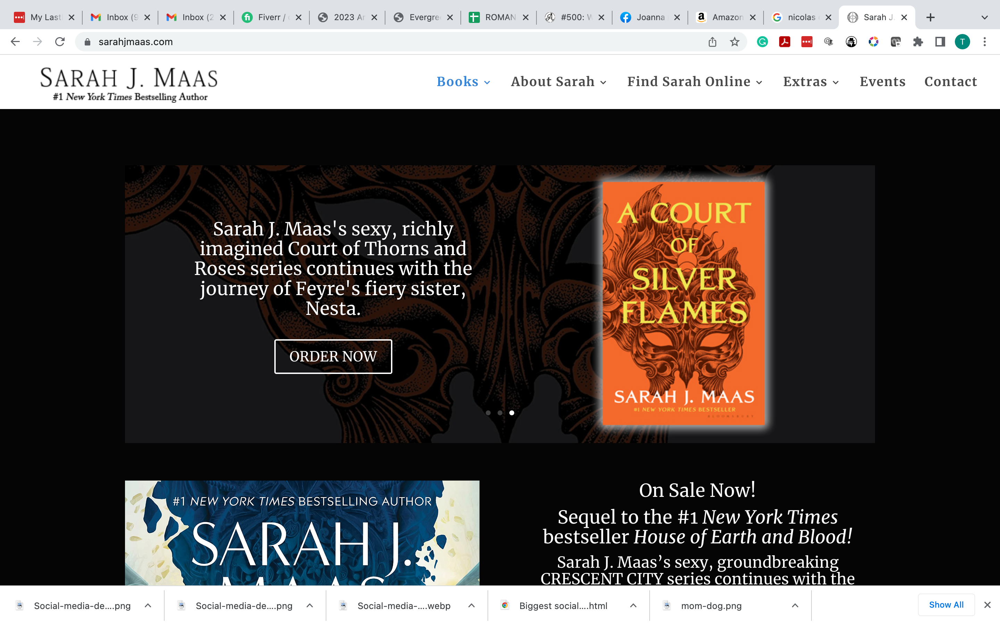 My Last
Inbox (9
Inbox (2
Fiverr /
2023 Ar
Evergre
ROMAN
#500: W
Joanna
Amazon
nicolas
Sarah J.
sarahjmaas.com
T
SARAH J. MAAS
#1 New York Times Bestselling Author
Books
About Sarah
Find Sarah Online
Extras
Events
Contact
Sarah J. Maas's sexy, richly
imagined Court of Thorns and
Roses series continues with the
journey of Feyre's fiery sister,
Nesta.
ORDER NOW
A COURT
OF
SILVER
FLAMES
SARAH J. MAAS
#1 NEW YORK TIMES BESTSELLER
BLOOMSBURY
#1 NEW YORK TIMES BESTSELLING AUTHOR
SARAH J.
MAAS
On Sale Now!
Sequel to the #1 New York Times
bestseller House of Earth and Blood!
Sarah J. Maas’s sexy, groundbreaking
CRESCENT CITY series continues with the
Social-media-de....png
Social-media-de....png
Social-media-....webp
Biggest social....html
mom-dog.png
Show All